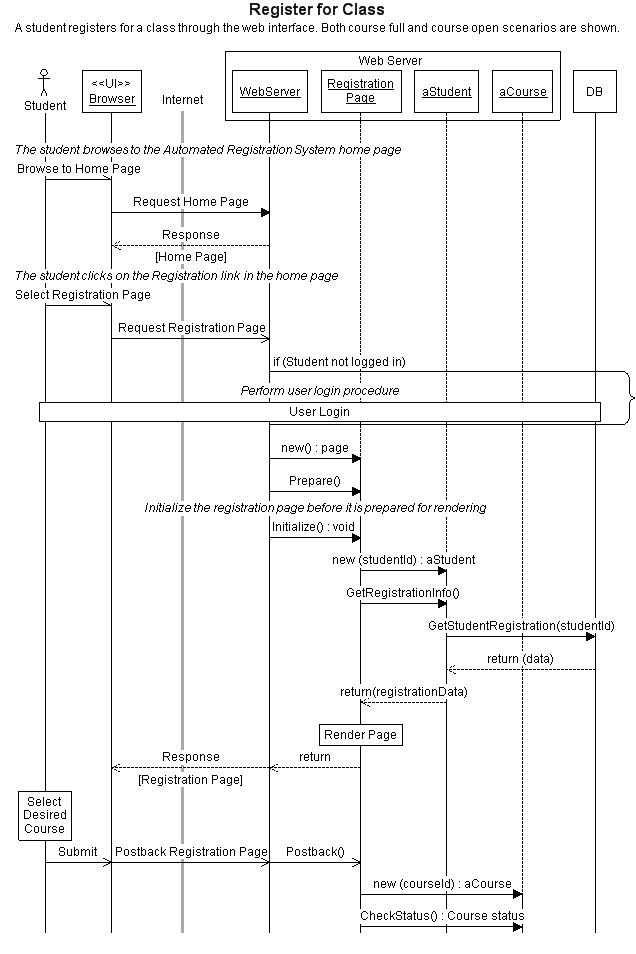 Register for Class
A student registers for a class through the web interface. Both course full and course open scenarios are shown.
Web Server
Student
<<UI>>
Browser
Internet
WebServer
Registration
Page
aStudent
aCourse
DB
The student browses to the Automated Registration System home page
Browse to Home Page
Request Home Page
Response
[Home Page]
The student clicks on the Registration link in the home page
Select Registration Page
Request Registration Page
if (Student not logged in)
Perform user login procedure
User Login
new() : page
Prepare()
Initialize the registration page before it is prepared for rendering
Initialize() : void
new (studentId) : aStudent
GetRegistrationInfo()
GetStudentRegistration(studentId)
return (data)
return(registrationData)
Render Page
Response
return
[Registration Page]
Select
Desired
Course
Submit
Postback Registration Page
Postback()
new (courseId) : aCourse
CheckStatus() : Course status